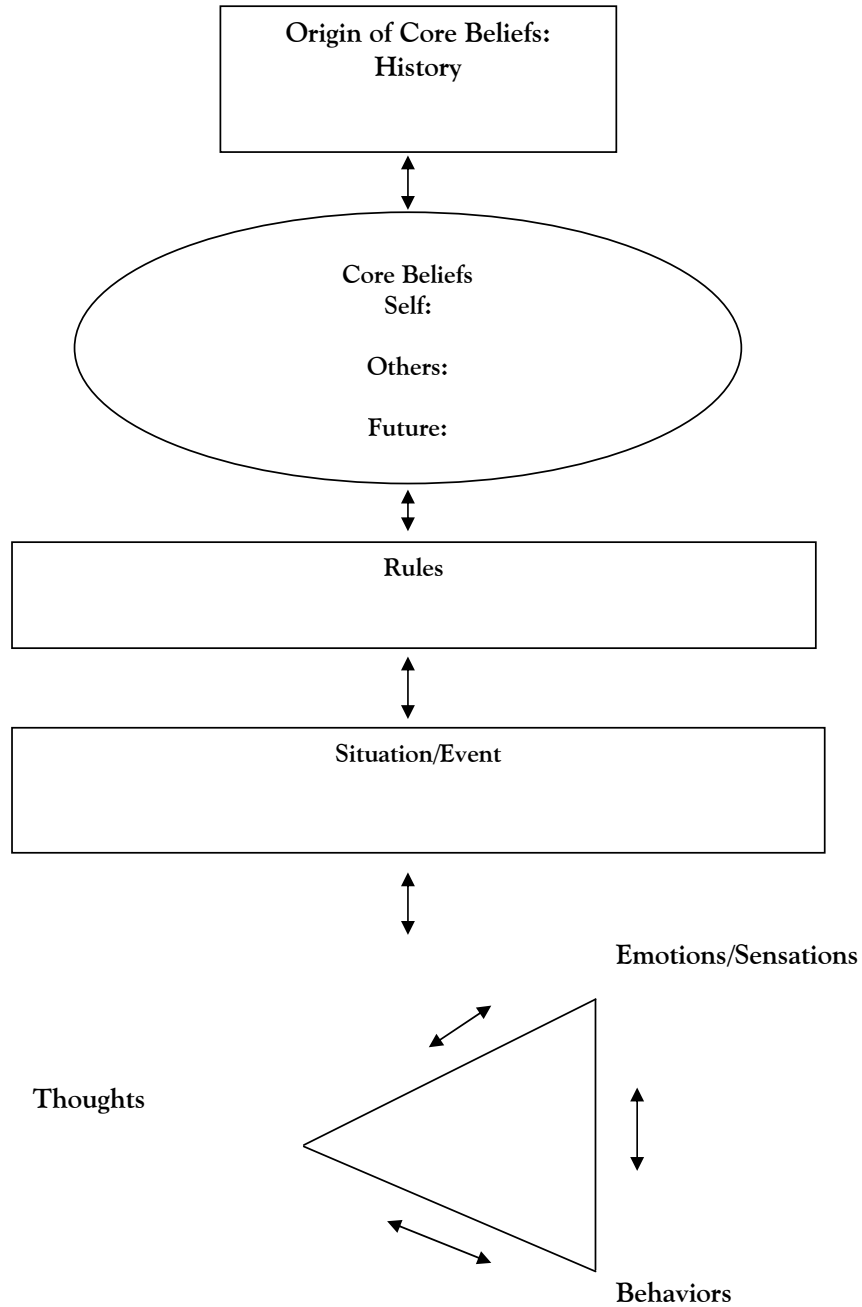 Origin of Core Beliefs:
History
Core Beliefs
Self:
Others:
Future:
Rules
Situation/Event
Emotions/Sensations
Thoughts
Behaviors